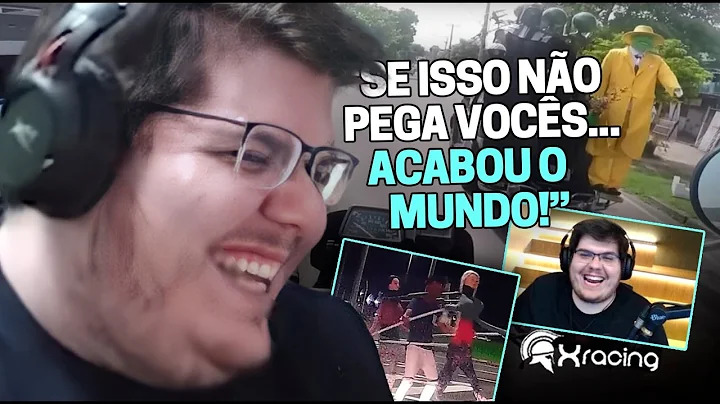 SE ISSO NÃO
PEGA VOCÊS...
ACABOU O
MUNDO!”
Xracing